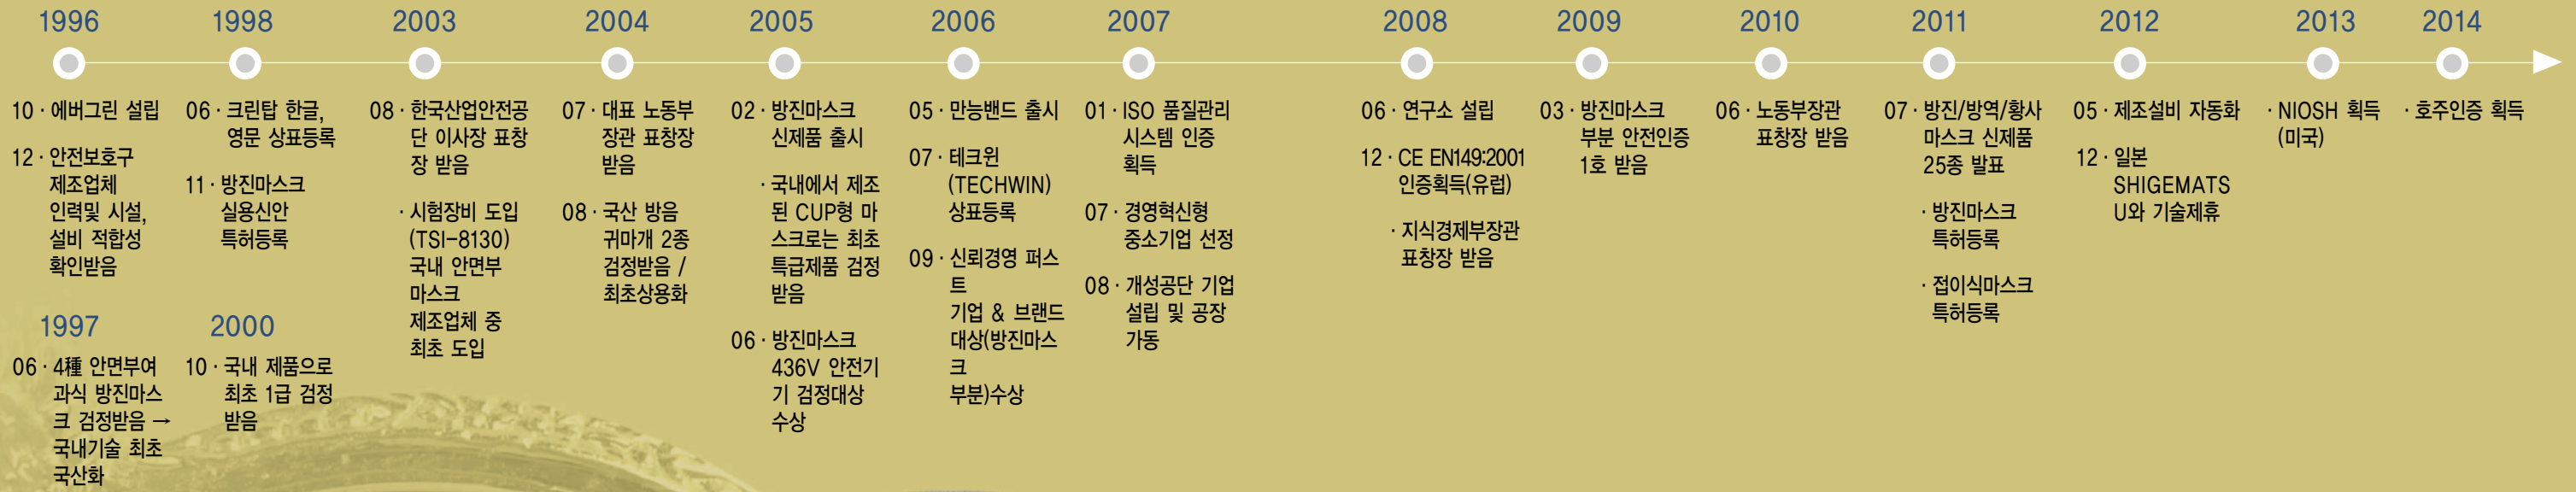 1996
10 · 에버그린 설립
12 · 안전보호구
제조업체
인력및 시설,
설비 적합성
확인받음
1997
06 · 4種 안면부여
과식 방진마스
크 검정받음 →
국내기술 최초
국산화
1998
06 · 크린탑 한글,
영문 상표등록
11 · 방진마스크
실용신안
특허등록
2000
10 · 국내 제품으로
최초 1급 검정
받음
2003
08 · 한국산업안전공
단 이사장 표창
장 받음
· 시험장비 도입
(TSI-8130)
국내 안면부
마스크
제조업체 중
최초 도입
2004
07 · 대표 노동부
장관 표창장
받음
08 · 국산 방음
귀마개 2종
검정받음 /
최초상용화
2005
02 · 방진마스크
신제품 출시
· 국내에서 제조
된 CUP형 마
스크로는 최초
특급제품 검정
받음
06 · 방진마스크
436V 안전기
기 검정대상
수상
2006
05 · 만능밴드 출시
07 · 테크윈
(TECHWIN)
상표등록
09 · 신뢰경영 퍼스
트
기업 & 브랜드
대상(방진마스
크
부분)수상
2007
01 · ISO 품질관리
시스템 인증
획득
07 · 경영혁신형
중소기업 선정
08 · 개성공단 기업
설립 및 공장
가동
2008
06 · 연구소 설립
12 · CE EN149:2001
인증획득(유럽)
· 지식경제부장관
표창장 받음
2009
03 · 방진마스크
부분 안전인증
1호 받음
2010
06 · 노동부장관
표창장 받음
2011
07 · 방진/방역/황사
마스크 신제품
25종 발표
· 방진마스크
특허등록
· 접이식마스크
특허등록
2012
05 · 제조설비 자동화
12 · 일본
SHIGEMATS
U와 기술제휴
2013
· NIOSH 획득
(미국)
2014
· 호주인증 획득